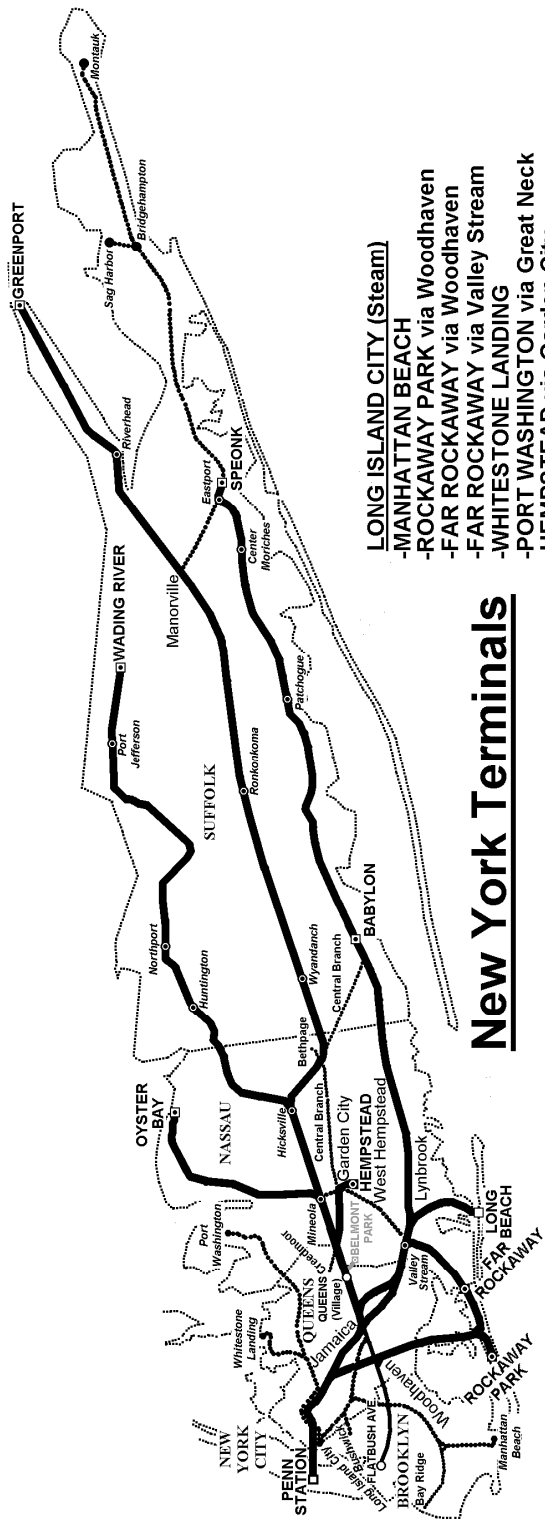 Montauk
Bridgehampton
Sag Harbor
GREENPORT
Riverhead
Eastport
SPEONK
Center
Moriches
Manorville
WADING RIVER
Port
Jefferson
Patchogue
Ronkonkoma
SUFFOLK
Northport
Huntington
Wyandanch
BABYLON
Central Branch
Bethpage
Central Branch
Hicksville
OYSTER
BAY
NASSAU
Garden City
HEMPSTEAD
West Hempstead
Mineola
Lynbrook
LONG
BEACH
Port
Washington
Creedmoor
BELMONT
PARK
QUEENS
QUEENS
(Village)
Valley
Stream
FAR
ROCKAWAY
Whitestone
Landing
Jamaica
Woodhaven
ROCKAWAY
PARK
NEW
YORK
CITY
PENN
STATION
Long Island City
Bushwick
FLATBUSH AVE.
BROOKLYN
Bay Ridge
Manhattan
Beach
New York Terminals
LONG ISLAND CITY (Steam)
-MANHATTAN BEACH
-ROCKAWAY PARK via Woodhaven
-FAR ROCKAWAY via Woodhaven
-FAR ROCKAWAY via Valley Stream
-WHITESTONE LANDING
-PORT WASHINGTON via Great Neck
-HEMPSTEAD via Garden City